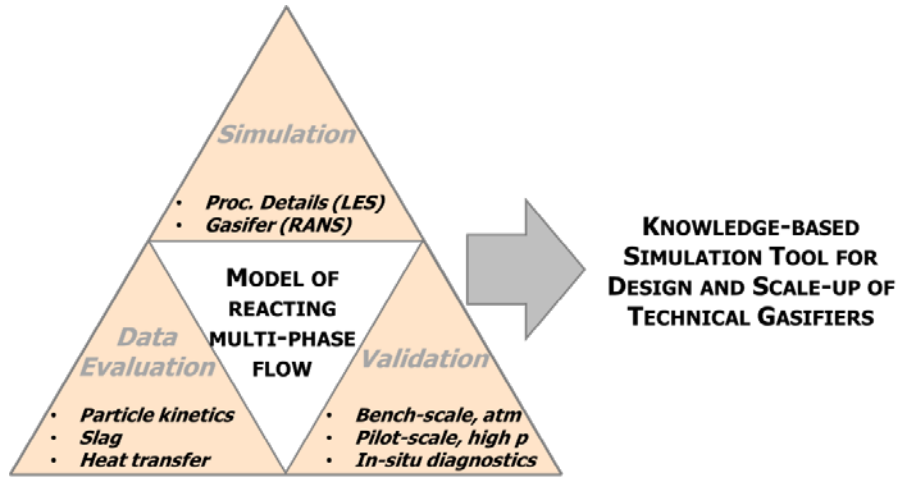 Simulation
• Proc. Details (LES)
• Gasifer (RANS)
MODEL OF
REACTING
MULTI-PHASE
FLOW
Data
Evaluation
• Particle kinetics
• Slag
• Heat transfer
Validation
• Bench-scale, atm
• Pilot-scale, high p
• In-situ diagnostics
KNOWLEDGE-BASED
SIMULATION TOOL FOR
DESIGN AND SCALE-UP OF
TECHNICAL GASIFIERS